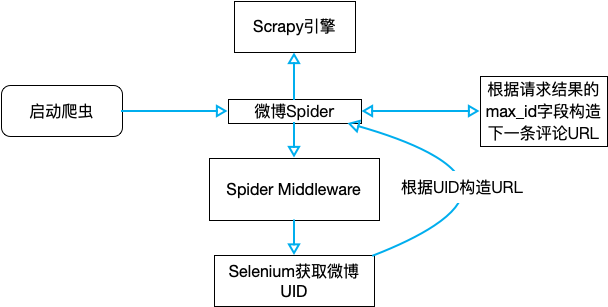 Scrapy引擎
启动爬虫
微博Spider
根据请求结果的
max_id字段构造
下一条评论URL
Spider Middleware
根据UID构造URL
Selenium获取微博
UID